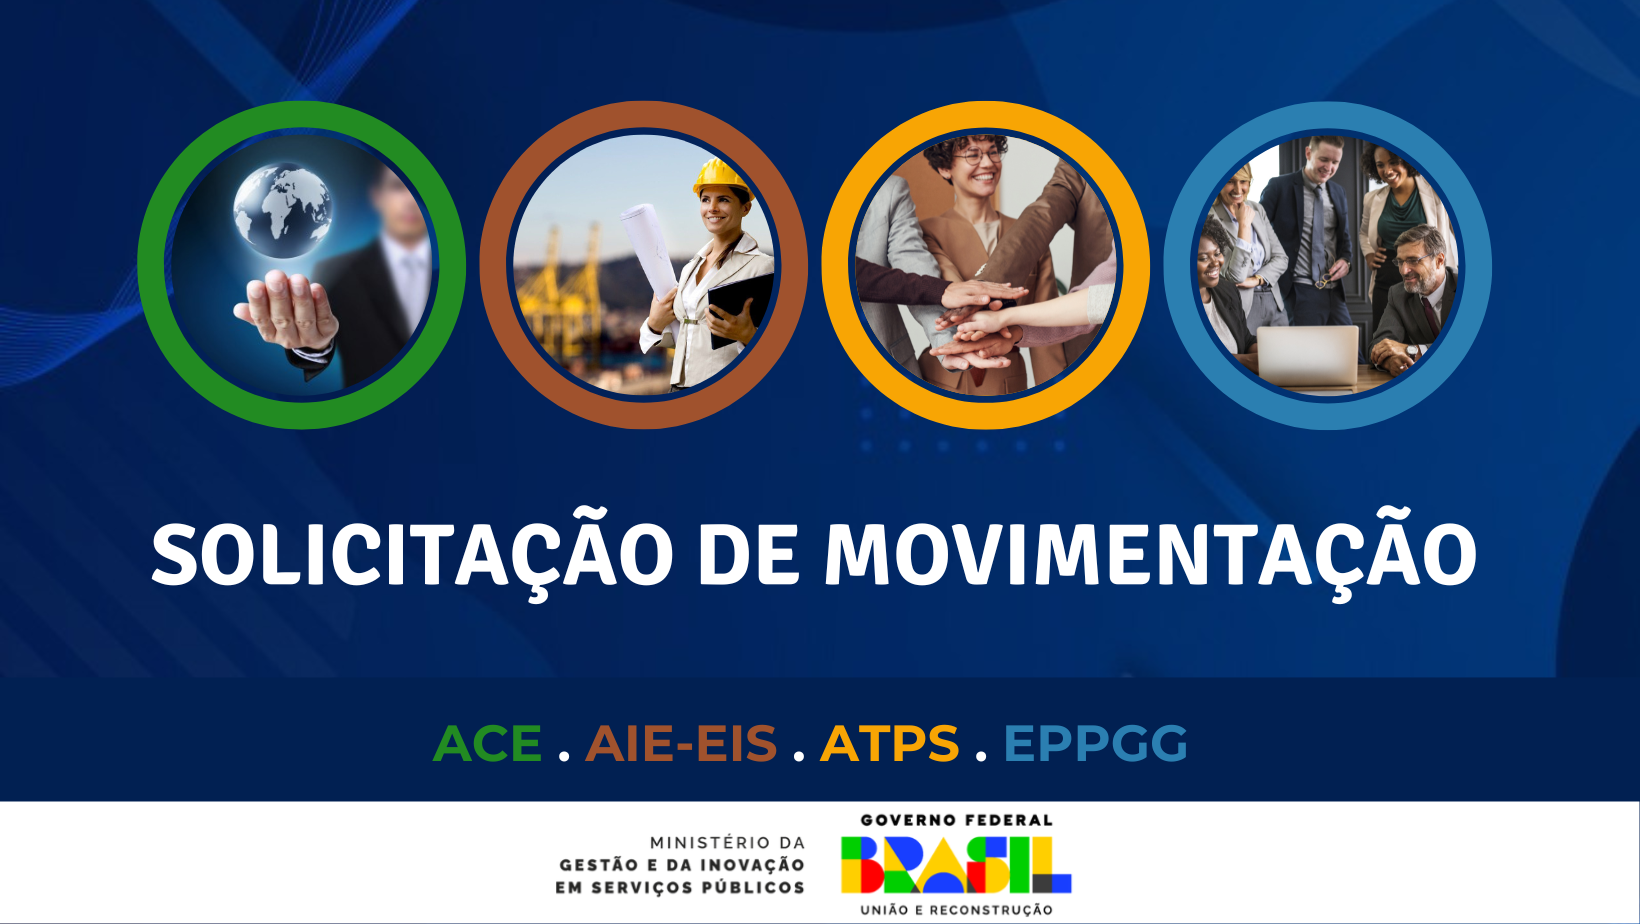 SOLICITAÇÃO DE MOVIMENTAÇÃO
ACE . AIE-EIS . ATPS . EPPGG
MINISTÉRIO DA
GESTÃO E DA INOVAÇÃO
EM SERVIÇOS PÚBLICOS
GOVERNO FEDERAL
BRASIL
UNIÃO E RECONSTRUÇÃO